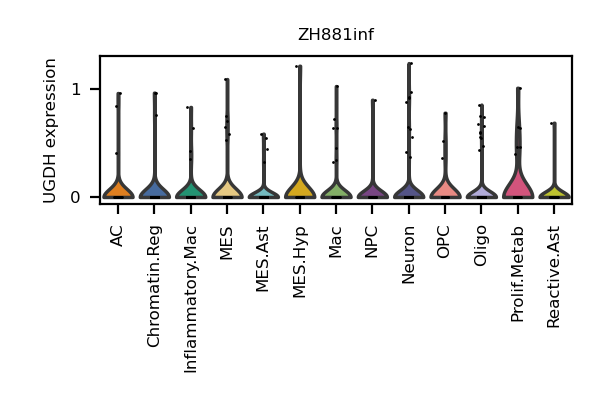 ZH881inf
UGDH expression
1
0
AC
Chromatin.Reg
Inflammatory.Mac
MES
MES.Ast
MES.Hyp
Mac
NPC
Neuron
OPC
Oligo
Prolif.Metab
Reactive.Ast